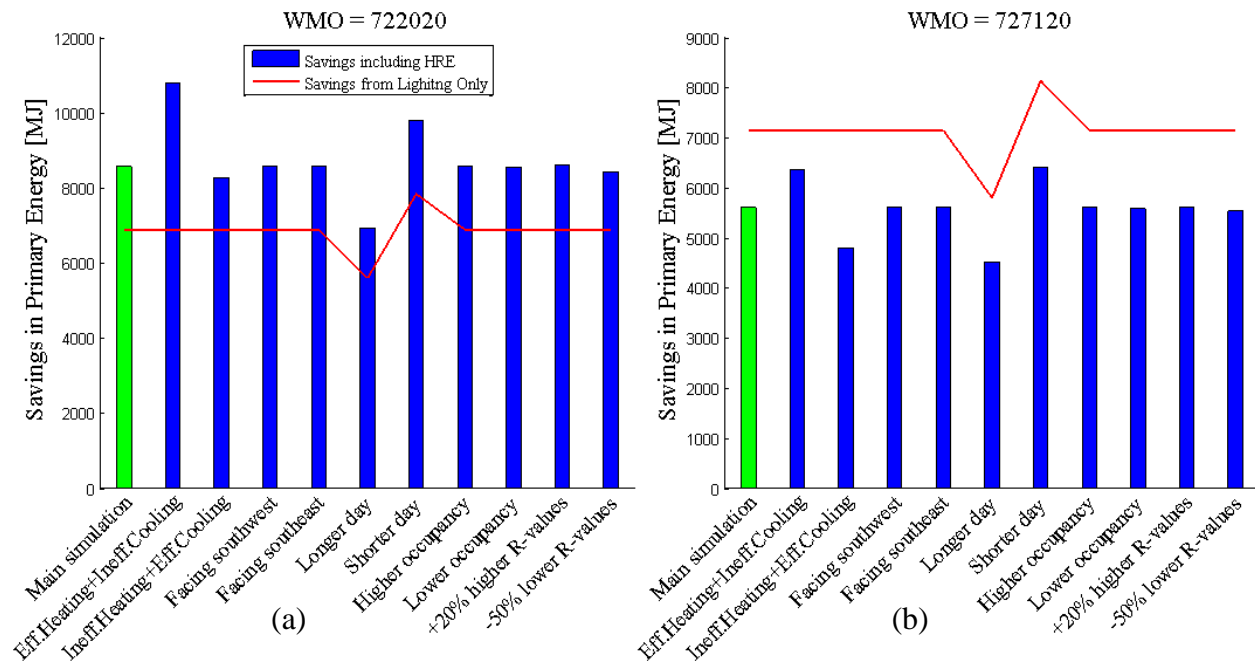 WMO = 722020
Savings in Primary Energy [MJ]
12000
10000
8000
6000
4000
2000
0
Savings including HRE
Savings from Lighitng Only
Main simulation
Eff.Heating+Ineff.Cooling
Ineff.Heating+Eff.Cooling
Facing southwest
Facing southeast
Longer day
Shorter day
Higher occupancy
Lower occupancy
+20% higher R-values
-50% lower R-values
(a)
WMO = 727120
Savings in Primary Energy [MJ]
9000
8000
7000
6000
5000
4000
3000
2000
1000
0
Main simulation
Eff.Heating+Ineff.Cooling
Ineff.Heating+Eff.Cooling
Facing southwest
Facing southeast
Longer day
Shorter day
Higher occupancy
Lower occupancy
+20% higher R-values
-50% lower R-values
(b)